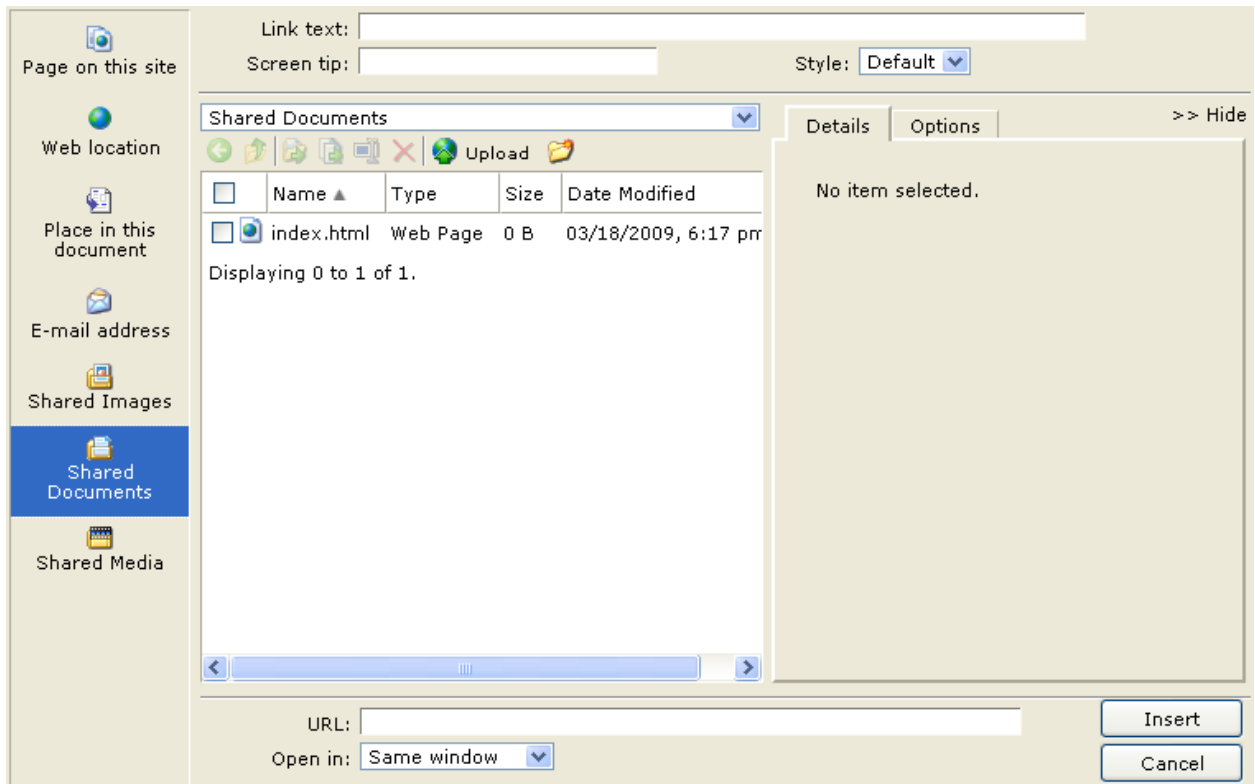 Page on this site
Web location
Place in this
document
E-mail address
Shared Images
Shared
Documents
Shared Media
Link text:
Screen tip:
Style: Default
Shared Documents
Upload
Name Type Size Date Modified
index.html Web Page 0 B 03/18/2009, 6:17 pm
Displaying 0 to 1 of 1.
Details Options >> Hide
No item selected.
URL:
Open in: Same window
Insert
Cancel